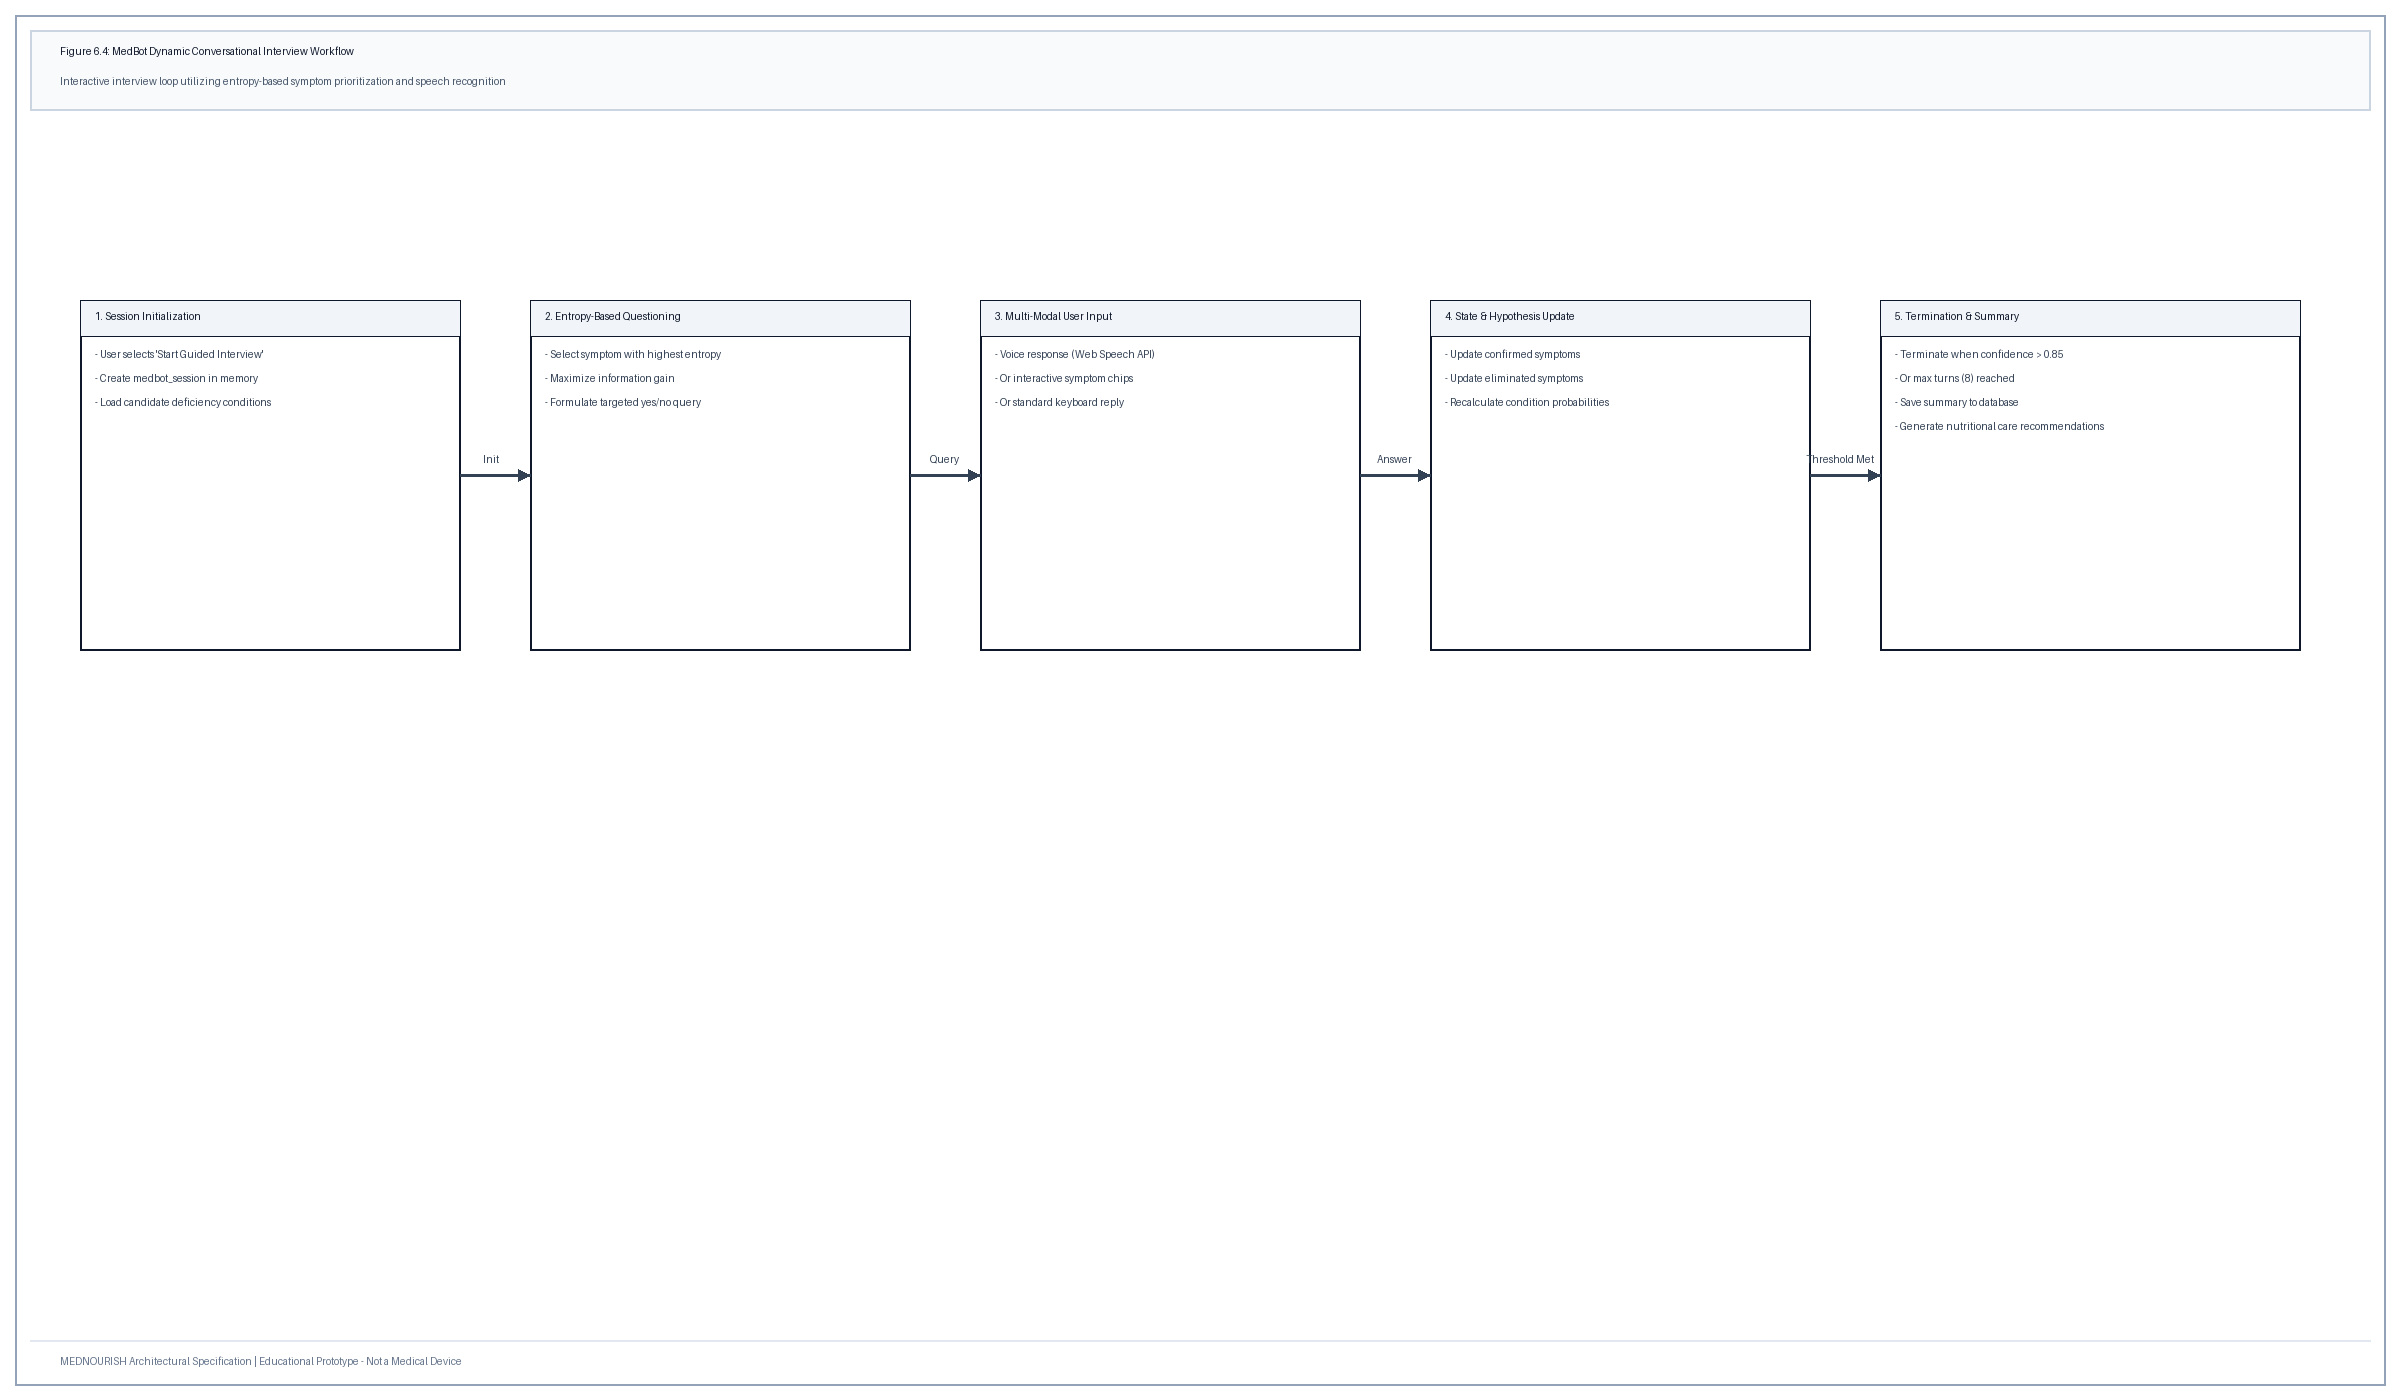 Figure 6.4: MedBot Dynamic Conversational Interview Workflow
Interactive interview loop utilizing entropy-based symptom prioritization and speech recognition
1. Session Initialization
- User selects 'Start Guided Interview'
- Create medbot_session in memory
- Load candidate deficiency conditions
Init
2. Entropy-Based Questioning
- Select symptom with highest entropy
- Maximize information gain
- Formulate targeted yes/no query
Query
3. Multi-Modal User Input
- Voice response (Web Speech API)
- Or interactive symptom chips
- Or standard keyboard reply
Answer
4. State & Hypothesis Update
- Update confirmed symptoms
- Update eliminated symptoms
- Recalculate condition probabilities
Threshold Met
5. Termination & Summary
- Terminate when confidence > 0.85
- Or max turns (8) reached
- Save summary to database
- Generate nutritional care recommendations
MEDNOURISH Architectural Specification | Educational Prototype - Not a Medical Device